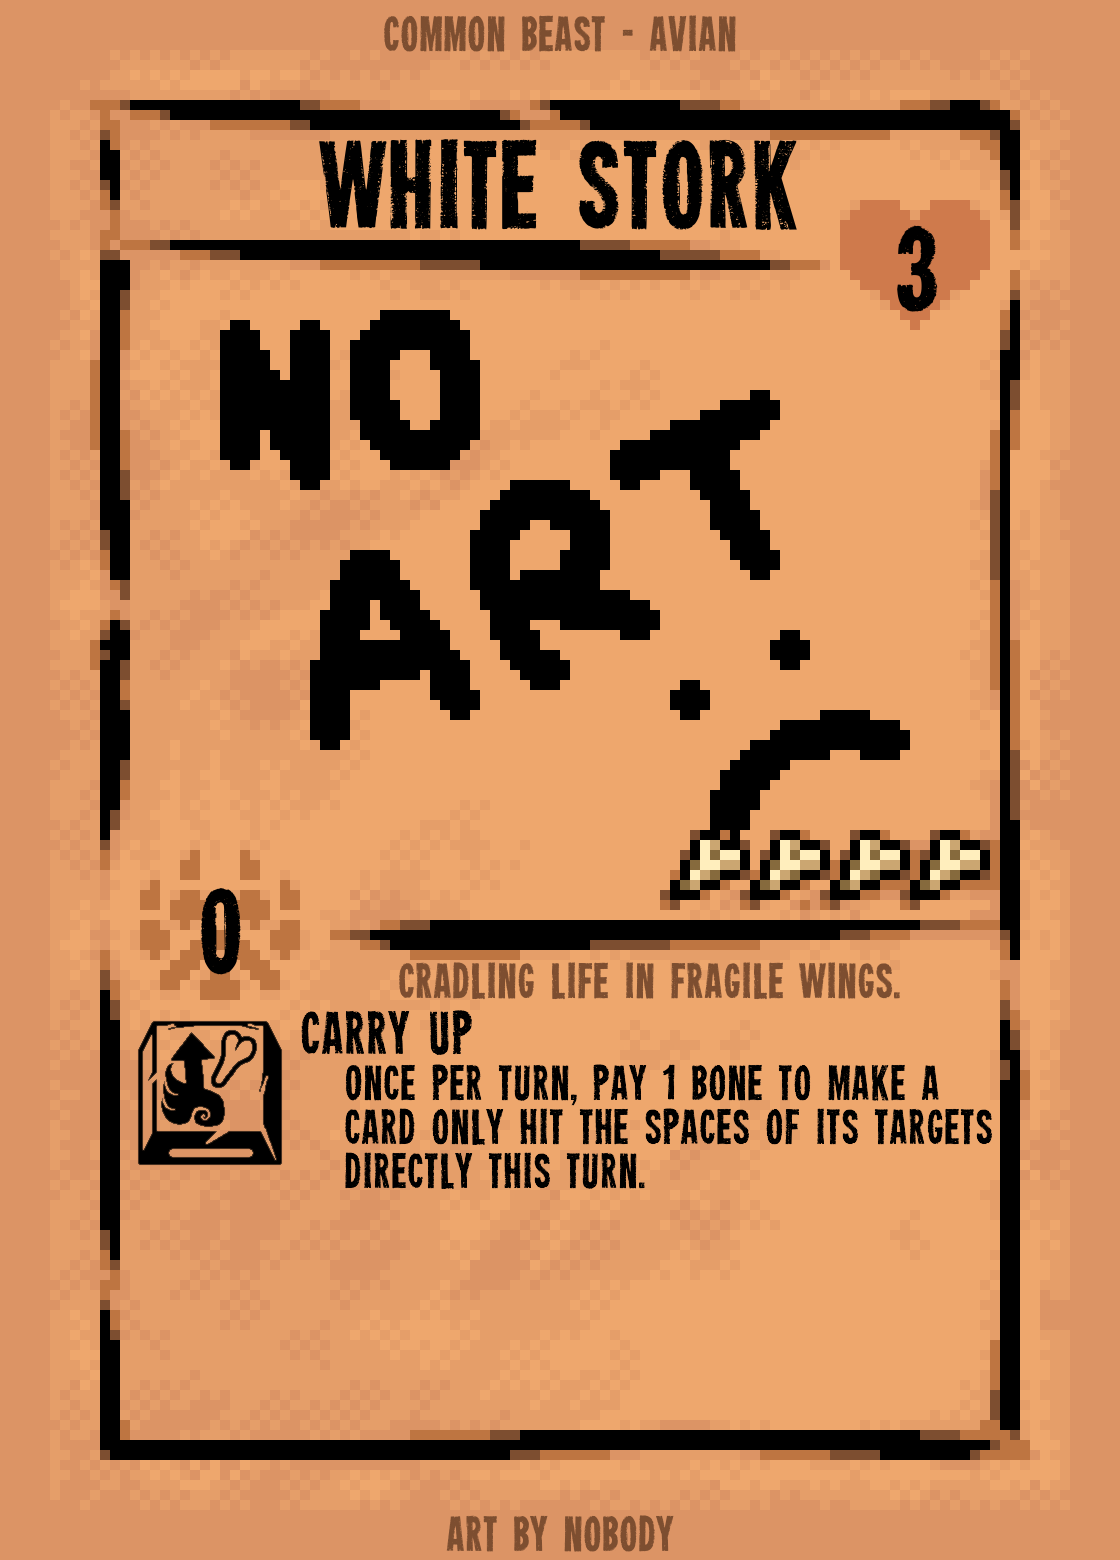 COMMON BEAST - AVIAN
WHITE STORK
3
NO
ART
:(
0
CRADLING LIFE IN FRAGILE WINGS.
CARRY UP
ONCE PER TURN, PAY 1 BONE TO MAKE A
CARD ONLY HIT THE SPACES OF ITS TARGETS
DIRECTLY THIS TURN.
ART BY NOBODY